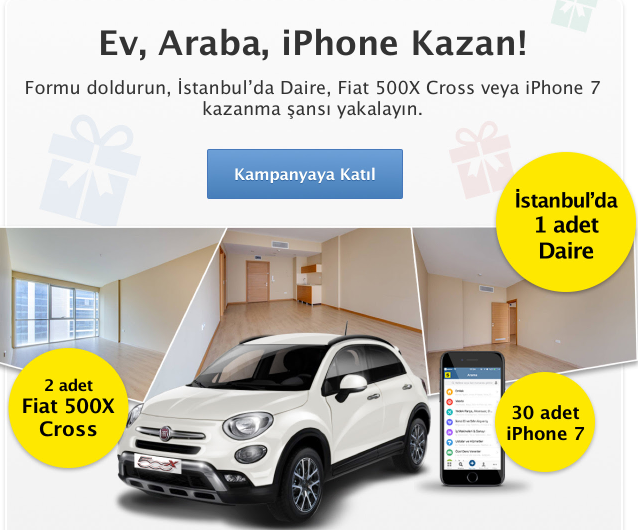 Ev, Araba, iPhone Kazan!
Formu doldurun, İstanbul’da Daire, Fiat 500X Cross veya iPhone 7
kazanma şansı yakalayın.
Kampanyaya Katıl
İstanbul’da
1 adet
Daire
2 adet
Fiat 500X
Cross
30 adet
iPhone 7